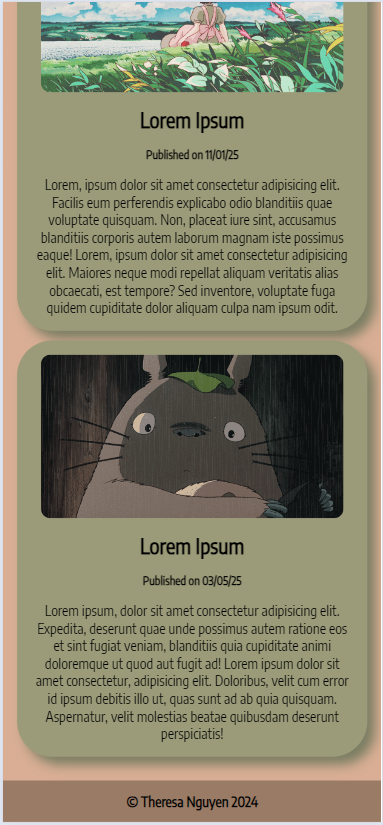 Lorem Ipsum
Published on 11/01/25
Lorem, ipsum dolor sit amet consectetur adipisicing elit.
Facilis eum perferendis explicabo odio blanditiis quae
voluptate quisquam. Non, placeat iure sint, accusamus
blanditiis corporis autem laborum magnam iste possimus
eaque! Lorem, ipsum dolor sit amet consectetur adipisicing
elit. Maiores neque modi repellat aliquam veritatis alias
obcaecati, est tempore? Sed inventore, voluptate fuga
quidem cupiditate dolor aliquam culpa nam ipsum odit.
Lorem Ipsum
Published on 03/05/25
Lorem ipsum, dolor sit amet consectetur adipisicing elit.
Expedita, deserunt quae unde possimus autem ratione eos
et sint fugiat veniam, blanditiis quia cupiditate animi
doloremque ut quod aut fugit ad! Lorem ipsum dolor sit
amet consectetur, adipisicing elit. Doloribus, velit cum error
id ipsum debitis illo ut, quas sunt ad ab quia quisquam.
Aspernatur, velit molestias beatae quibusdam deserunt
perspiciatis!
© Theresa Nguyen 2024